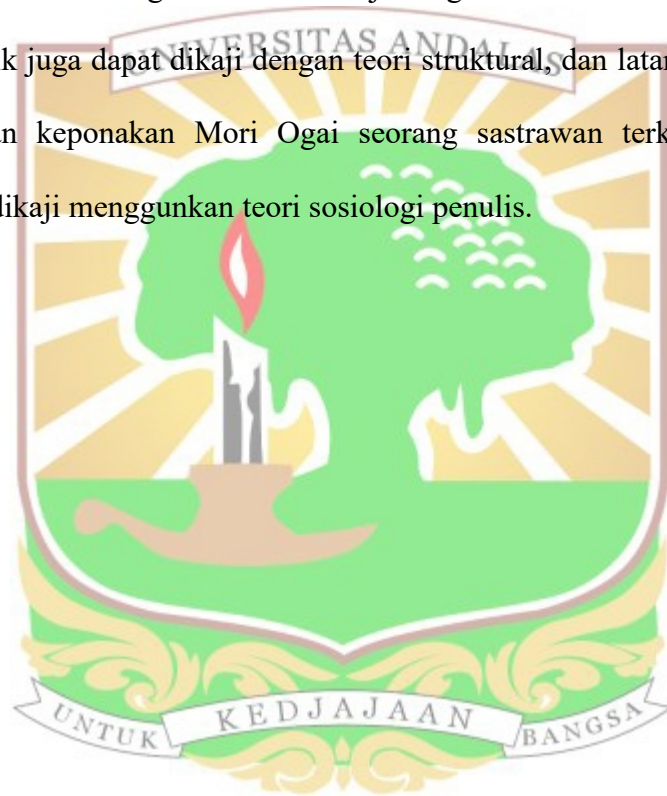 UNIVERSITAS ANDALAS
k juga dapat dikaji dengan teori struktural, dan latar
n keponakan Mori Ogai seorang sastrawan terk
dikaji menggunkan teori sosiologi penulis.
UNTUK KEDJAJAAN BANGSA